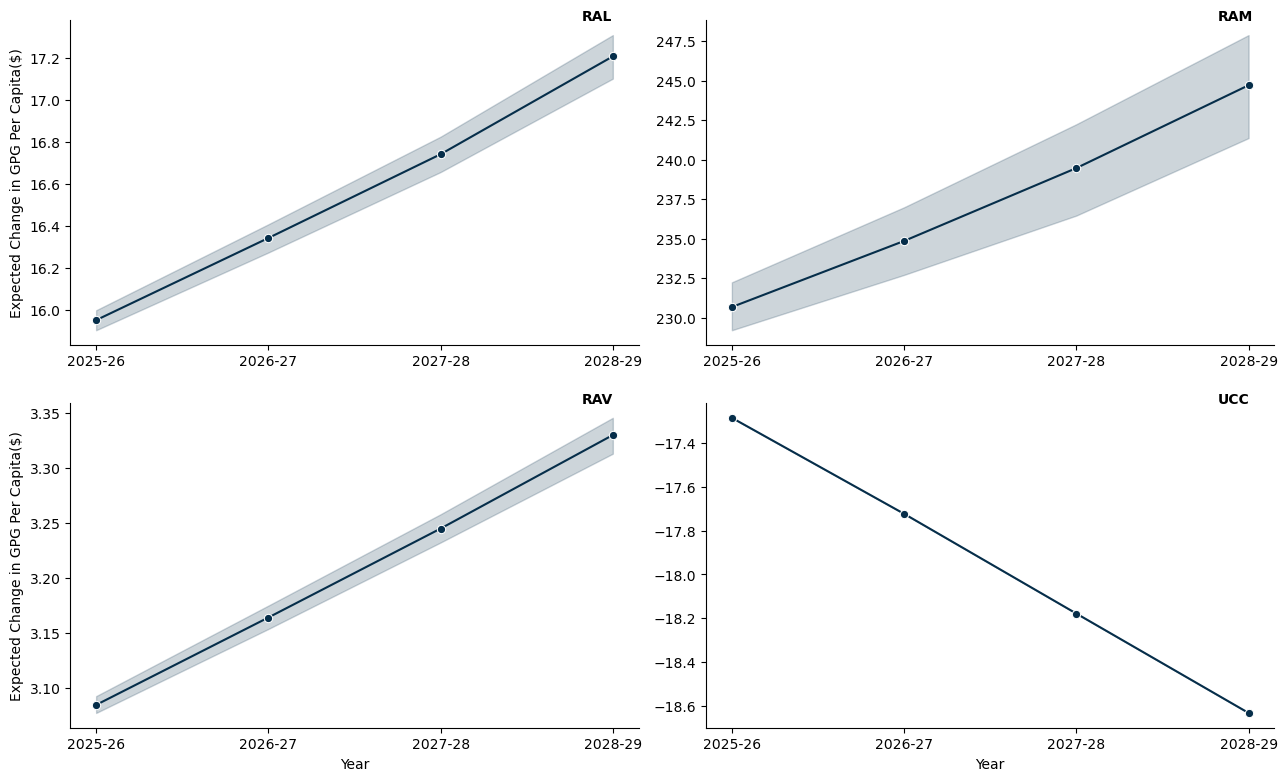 RAL
Expected Change in GPG Per Capita($)
17.2
17.0
16.8
16.6
16.4
16.2
16.0
2025-26 2026-27 2027-28 2028-29
RAM
247.5
245.0
242.5
240.0
237.5
235.0
232.5
230.0
2025-26 2026-27 2027-28 2028-29
RAV
Expected Change in GPG Per Capita($)
3.35
3.30
3.25
3.20
3.15
3.10
2025-26 2026-27 2027-28 2028-29
Year
UCC
−17.4
−17.6
−17.8
−18.0
−18.2
−18.4
−18.6
2025-26 2026-27 2027-28 2028-29
Year